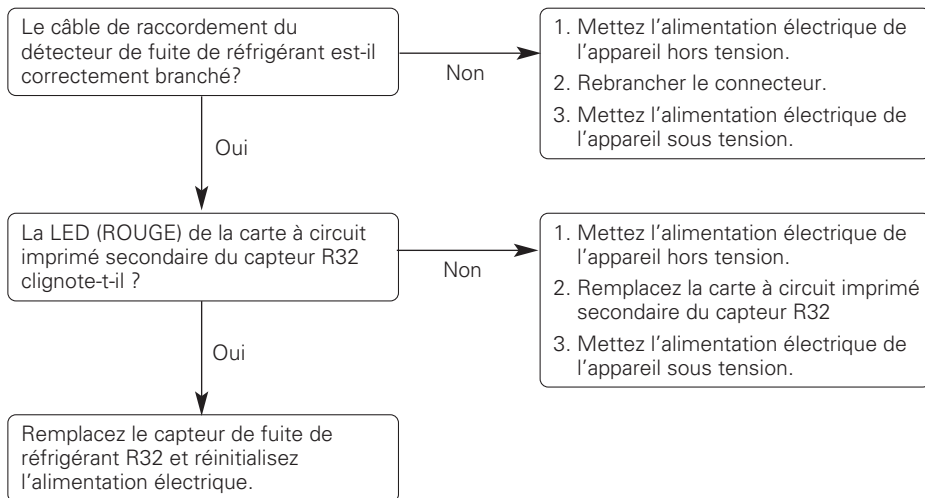 Le câble de raccordement du
détecteur de fuite de réfrigérant est-il
correctement branché?
Non
1. Mettez l'alimentation électrique de
l'appareil hors tension.
2. Rebrancher le connecteur.
3. Mettez l'alimentation électrique de
l'appareil sous tension.
Oui
La LED (ROUGE) de la carte à circuit
imprimé secondaire du capteur R32
clignote-t-il ?
Non
1. Mettez l'alimentation électrique de
l'appareil hors tension.
2. Remplacez la carte à circuit imprimé
secondaire du capteur R32
3. Mettez l'alimentation électrique de
l'appareil sous tension.
Oui
Remplacez le capteur de fuite de
réfrigérant R32 et réinitialisez
l'alimentation électrique.